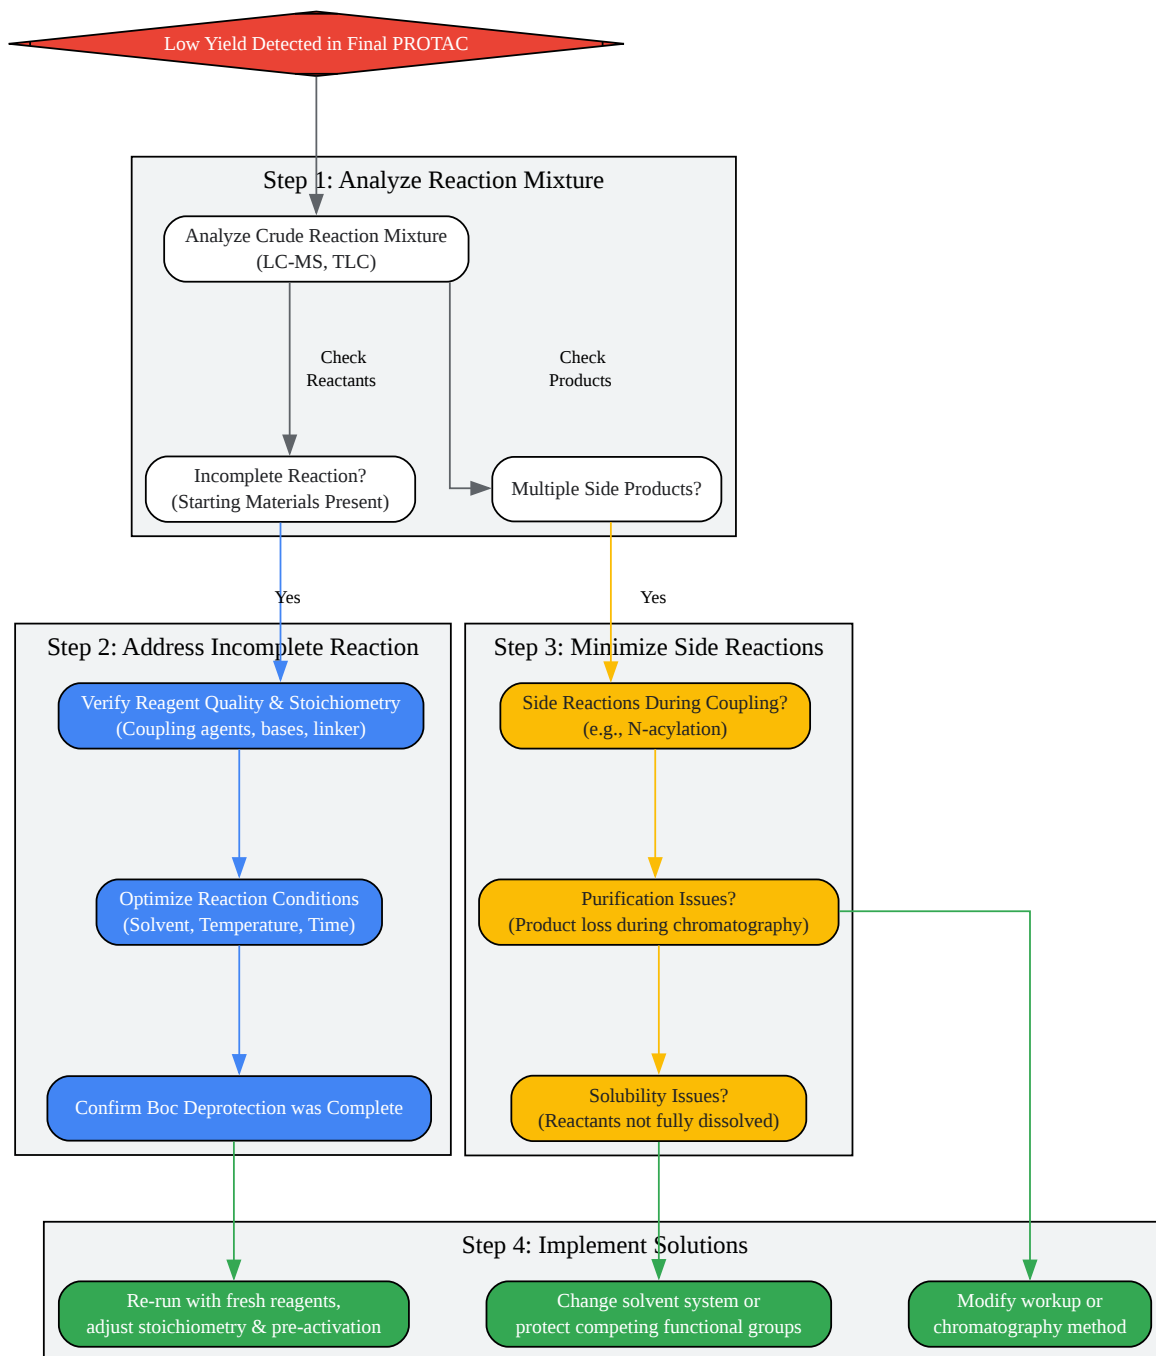 Low Yield Detected in Final PROTAC
Step 1: Analyze Reaction Mixture
Analyze Crude Reaction Mixture
(LC-MS, TLC)
Check
Reactants
Check
Products
Incomplete Reaction?
(Starting Materials Present)
Multiple Side Products?
Yes
Yes
Step 2: Address Incomplete Reaction
Verify Reagent Quality & Stoichiometry
(Coupling agents, bases, linker)
Optimize Reaction Conditions
(Solvent, Temperature, Time)
Confirm Boc Deprotection was Complete
Step 3: Minimize Side Reactions
Side Reactions During Coupling?
(e.g., N-acylation)
Purification Issues?
(Product loss during chromatography)
Solubility Issues?
(Reactants not fully dissolved)
Step 4: Implement Solutions
Re-run with fresh reagents,
adjust stoichiometry & pre-activation
Change solvent system or
protect competing functional groups
Modify workup or
chromatography method